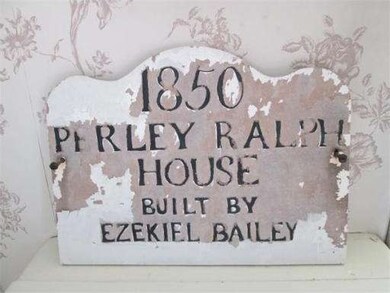 1850
PERLEY RALPH
HOUSE
BUILT BY
EZEKIEL BAILEY